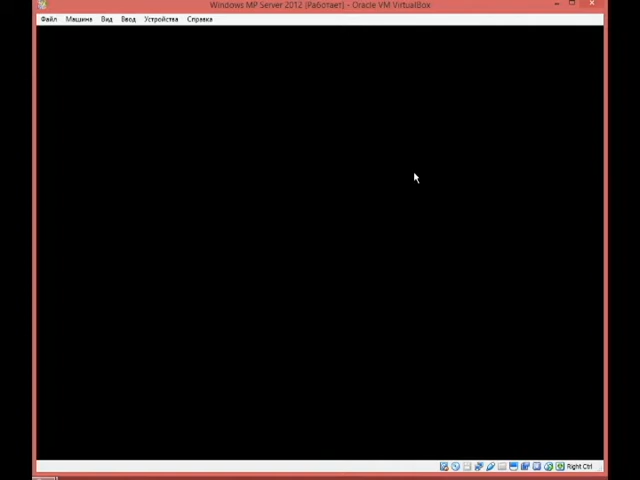 Windows MP Server 2012 [Работает] - Oracle VM VirtualBox
Файл Машина Вид Ввод Устройства Справка
Right Ctrl